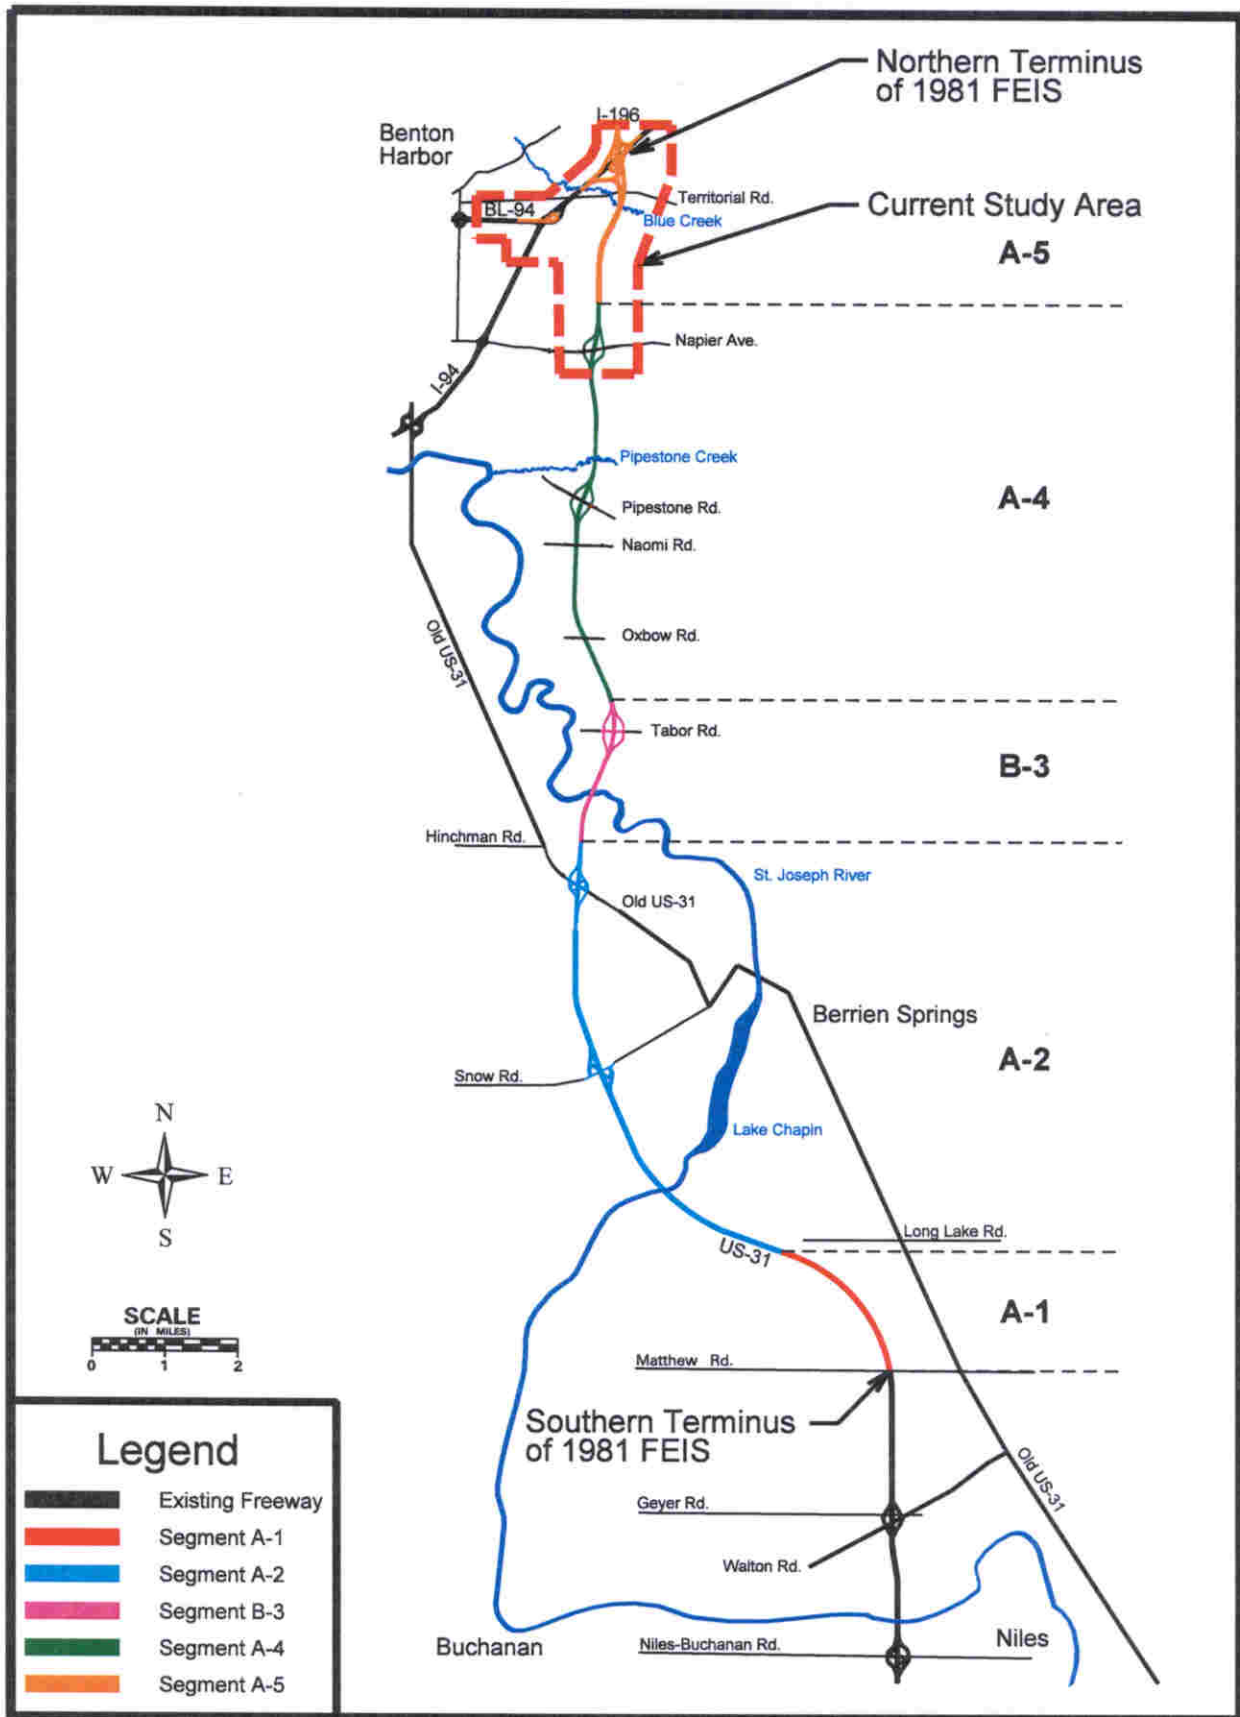 Northern Terminus
of 1981 FEIS
I-196
Benton
Harbor
Territorial Rd.
BL-94
Blue Creek
Current Study Area
A-5
Napier Ave.
I-94
Pipestone Creek
A-4
Pipestone Rd.
Naomi Rd.
Old US-31
Oxbow Rd.
Tabor Rd.
B-3
Hinchman Rd.
St. Joseph River
Old US-31
Berrien Springs
A-2
Snow Rd.
Lake Chapin
N
W
E
S
Long Lake Rd.
US-31
A-1
SCALE
(IN MILES)
0 1 2
Matthew Rd.
Southern Terminus
of 1981 FEIS
Old US-31
Geyer Rd.
Walton Rd.
Buchanan
Niles-Buchanan Rd.
Niles
Legend
Existing Freeway
Segment A-1
Segment A-2
Segment B-3
Segment A-4
Segment A-5